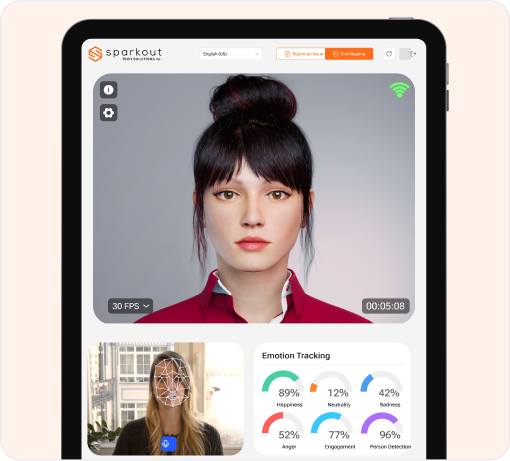 sparkout
TECH SOLUTIONS Inc.
English (US)
Report an Issue
End Meeting
30 FPS
00:05:08
Emotion Tracking
89%
Happiness
12%
Neutrality
42%
Sadness
52%
Anger
77%
Engagement
96%
Person Detection